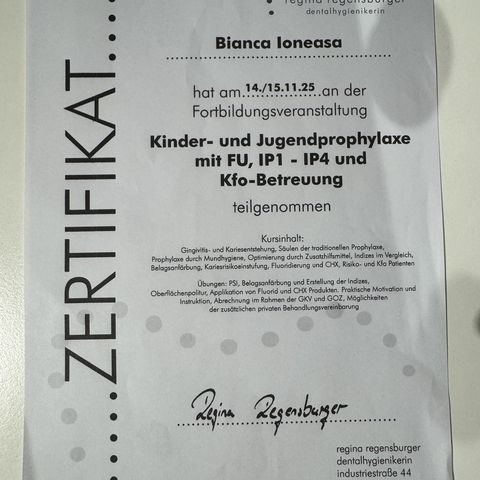 regina regensburger
dentalhygienikerin
Bianca Ioneasa
hat am 14./15.11.25 an der
Fortbildungsveranstaltung
Kinder- und Jugendprophylaxe
mit FU, IP1 - IP4 und
Kfo-Betreuung
teilgenommen
Kursinhalt:
Gingivitis- und Kariesentstehung, Säulen der traditionellen Prophylaxe,
Prophylaxe durch Mundhygiene, Optimierung durch Zusatzhilfsmittel, Indizes im Vergleich,
Belagsanfärbung, Kariesrisikoeinstufung, Fluoridierung und CHX, Risiko- und Kfo Patienten
Übungen: PSI, Belagsanfärbung und Erstellung der Indizes,
Oberflächenpolitur, Applikation von Fluorid und CHX Produkten. Praktische Motivation und
Instruktion, Abrechnung im Rahmen der GKV und GOZ, Möglichkeiten
der zusätzlichen privaten Behandlungsvereinbarung
Regina Regensburger
regina regensburger
dentalhygienikerin
industriestraße 44
ZERTIFIKAT